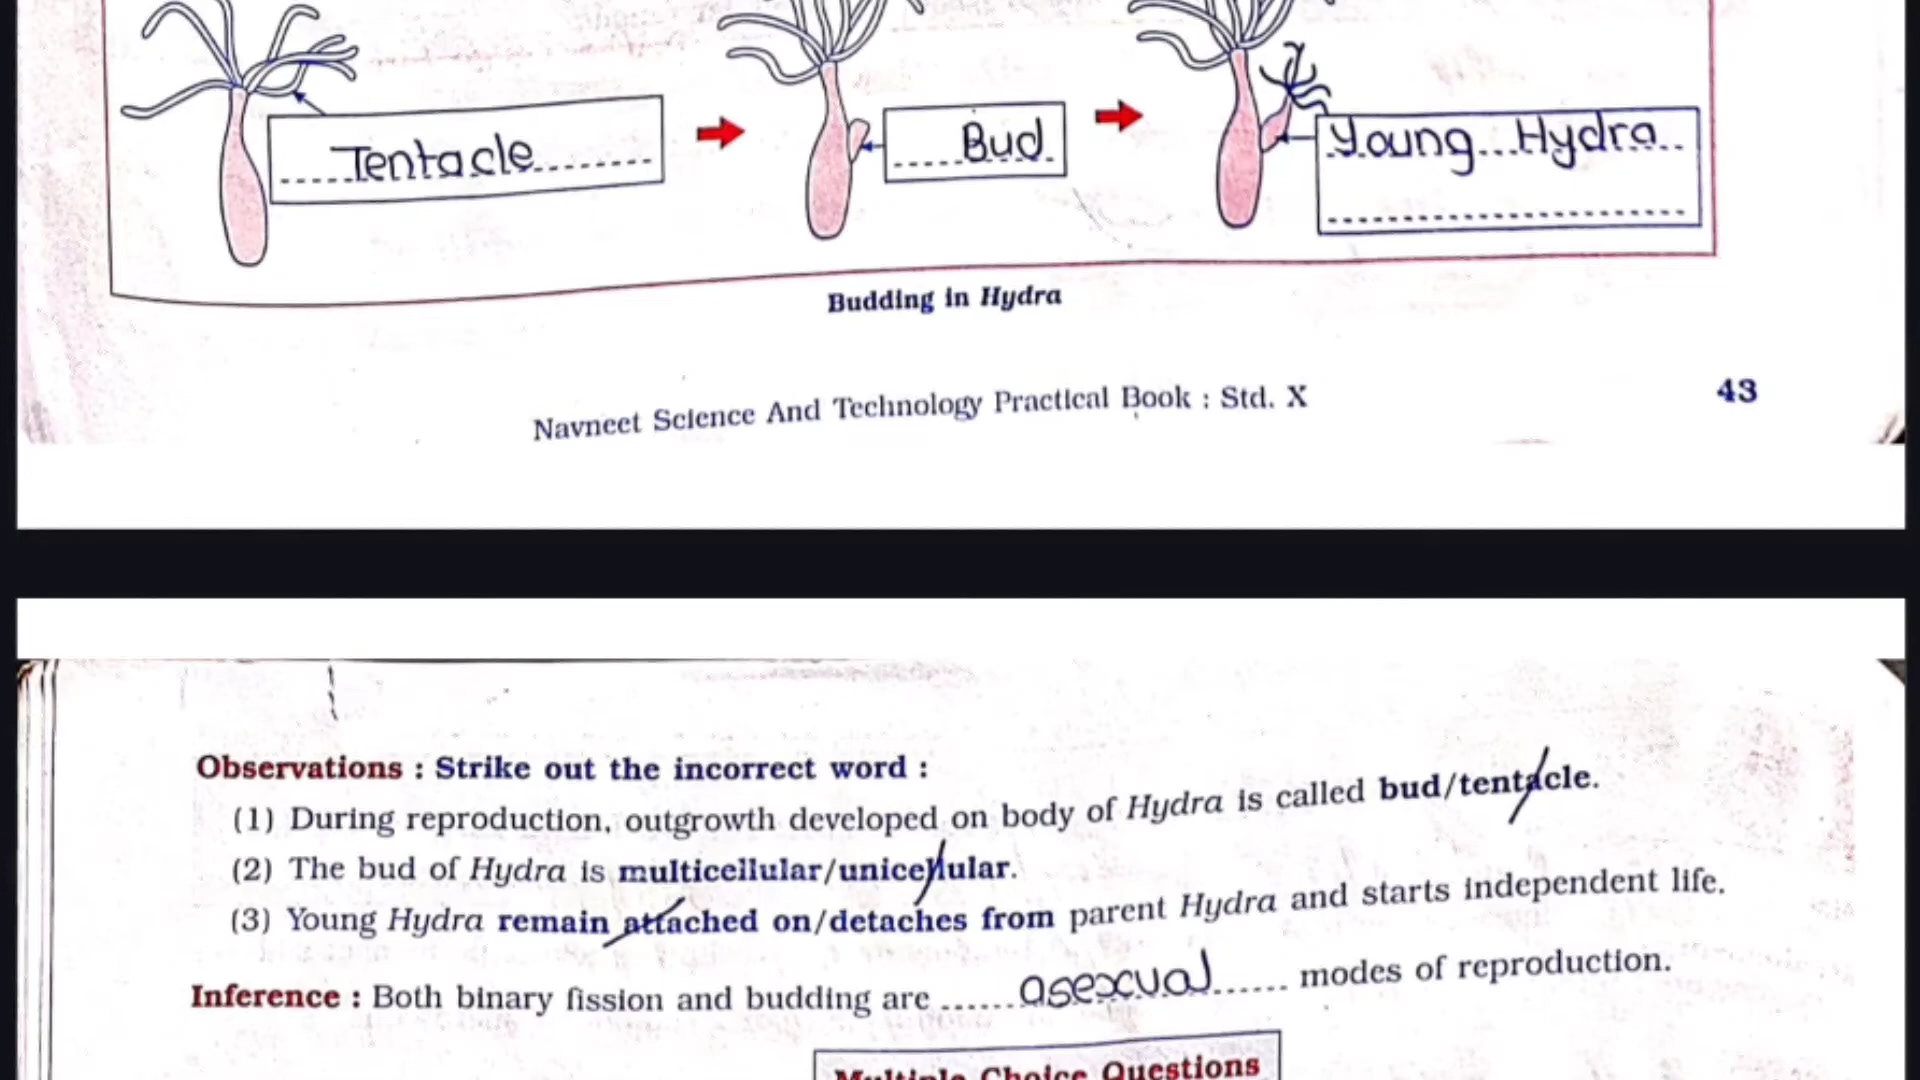 Tentacle
Bud
Young Hydra
Budding in Hydra
Navneet Science And Technology Practical Book : Std. X
43
Observations : Strike out the incorrect word :
(1) During reproduction, outgrowth developed on body of Hydra is called bud/tentacle.
(2) The bud of Hydra is multicellular/unicellular.
(3) Young Hydra remain attached on/detaches from parent Hydra and starts independent life.
Inference : Both binary fission and budding are ......asexual...... modes of reproduction.
Multiple Choice Questions